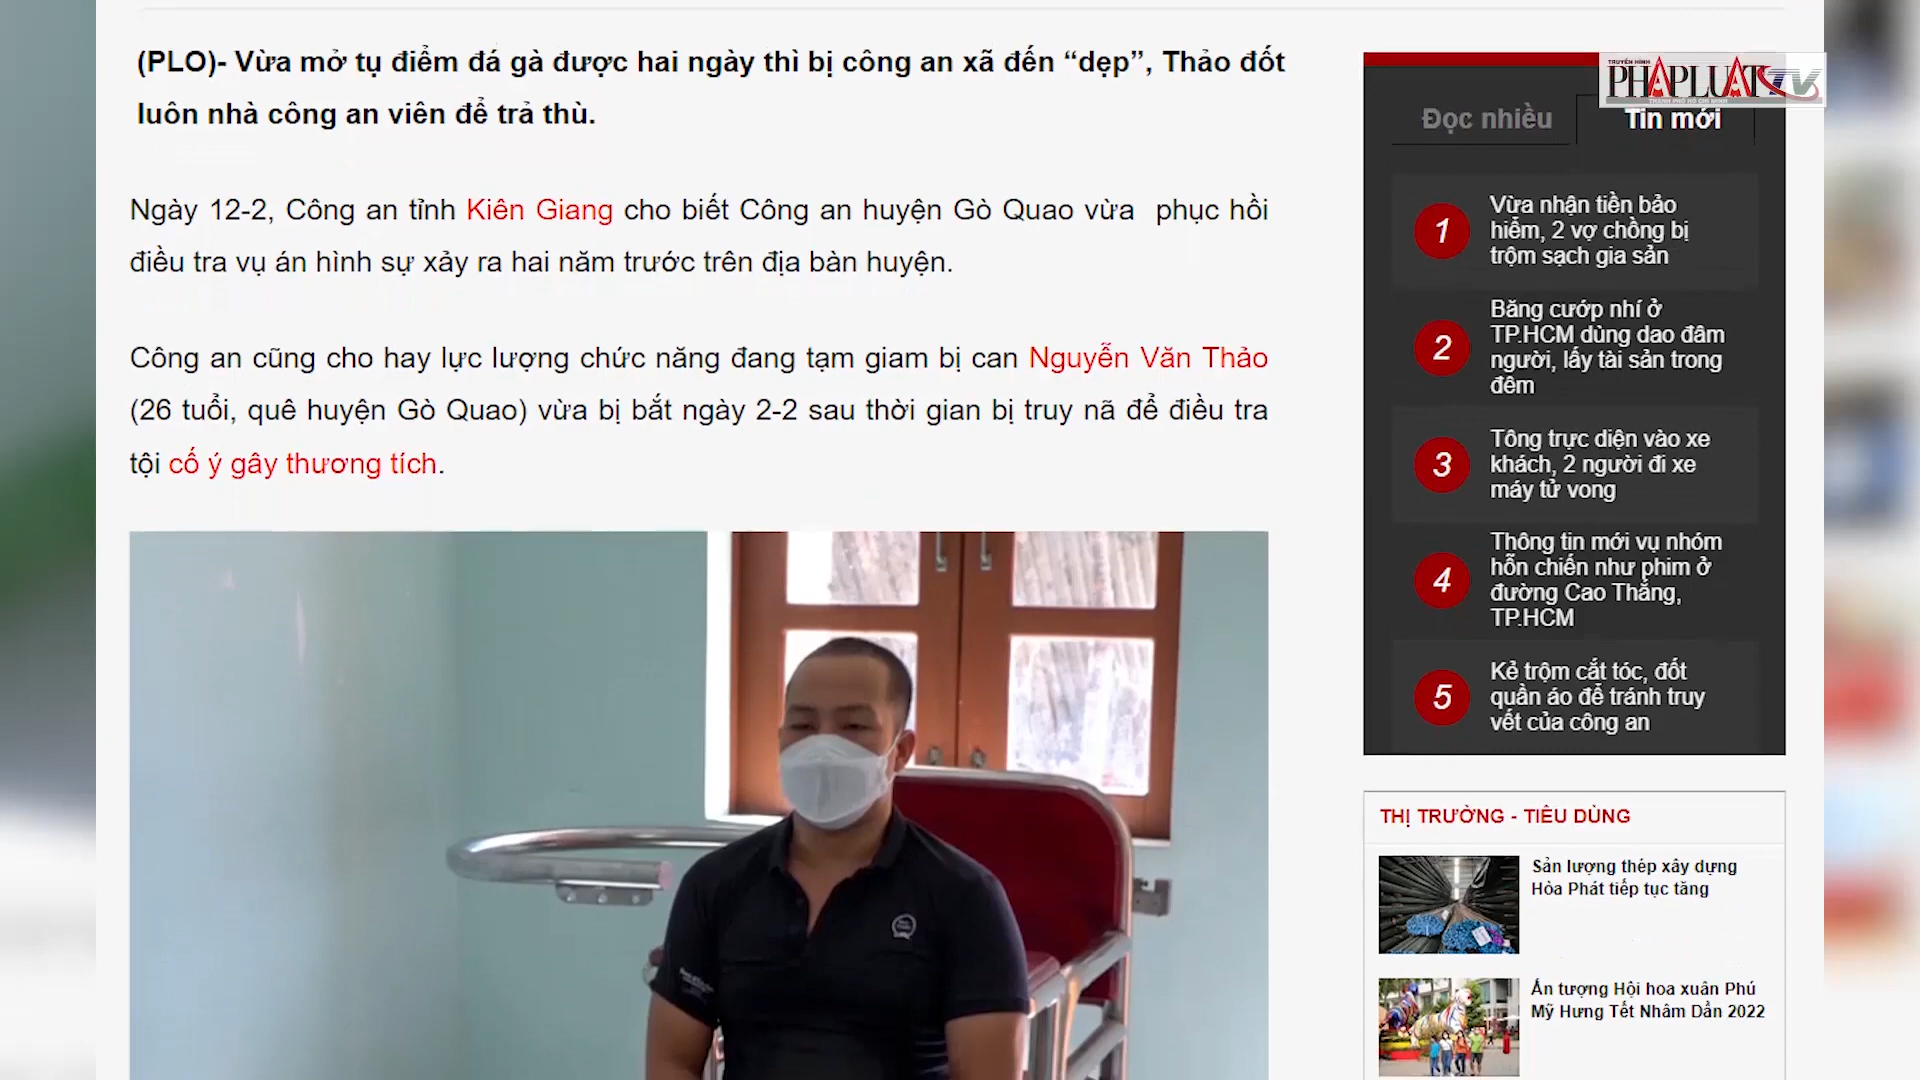 (PLO)- Vừa mở tụ điểm đá gà được hai ngày thì bị công an xã đến “dẹp”, Thảo đốt
luôn nhà công an viên để trả thù.
Ngày 12-2, Công an tỉnh Kiên Giang cho biết Công an huyện Gò Quao vừa phục hồi
điều tra vụ án hình sự xảy ra hai năm trước trên địa bàn huyện.
Công an cũng cho hay lực lượng chức năng đang tạm giam bị can Nguyễn Văn Thảo
(26 tuổi, quê huyện Gò Quao) vừa bị bắt ngày 2-2 sau thời gian bị truy nã để điều tra
tội cố ý gây thương tích.
TRUYỀN HÌNH
PHÁPLUẬT TV
THÀNH PHỐ HỒ CHÍ MINH
Đọc nhiều
Tin mới
1
Vừa nhận tiền bảo
hiểm, 2 vợ chồng bị
trộm sạch gia sản
2
Băng cướp nhí ở
TP.HCM dùng dao đâm
người, lấy tài sản trong
đêm
3
Tông trực diện vào xe
khách, 2 người đi xe
máy tử vong
4
Thông tin mới vụ nhóm
hỗn chiến như phim ở
đường Cao Thắng,
TP.HCM
5
Kẻ trộm cắt tóc, đốt
quần áo để tránh truy
vết của công an
THỊ TRƯỜNG - TIÊU DÙNG
Sản lượng thép xây dựng
Hòa Phát tiếp tục tăng
Ấn tượng Hội hoa xuân Phú
Mỹ Hưng Tết Nhâm Dần 2022